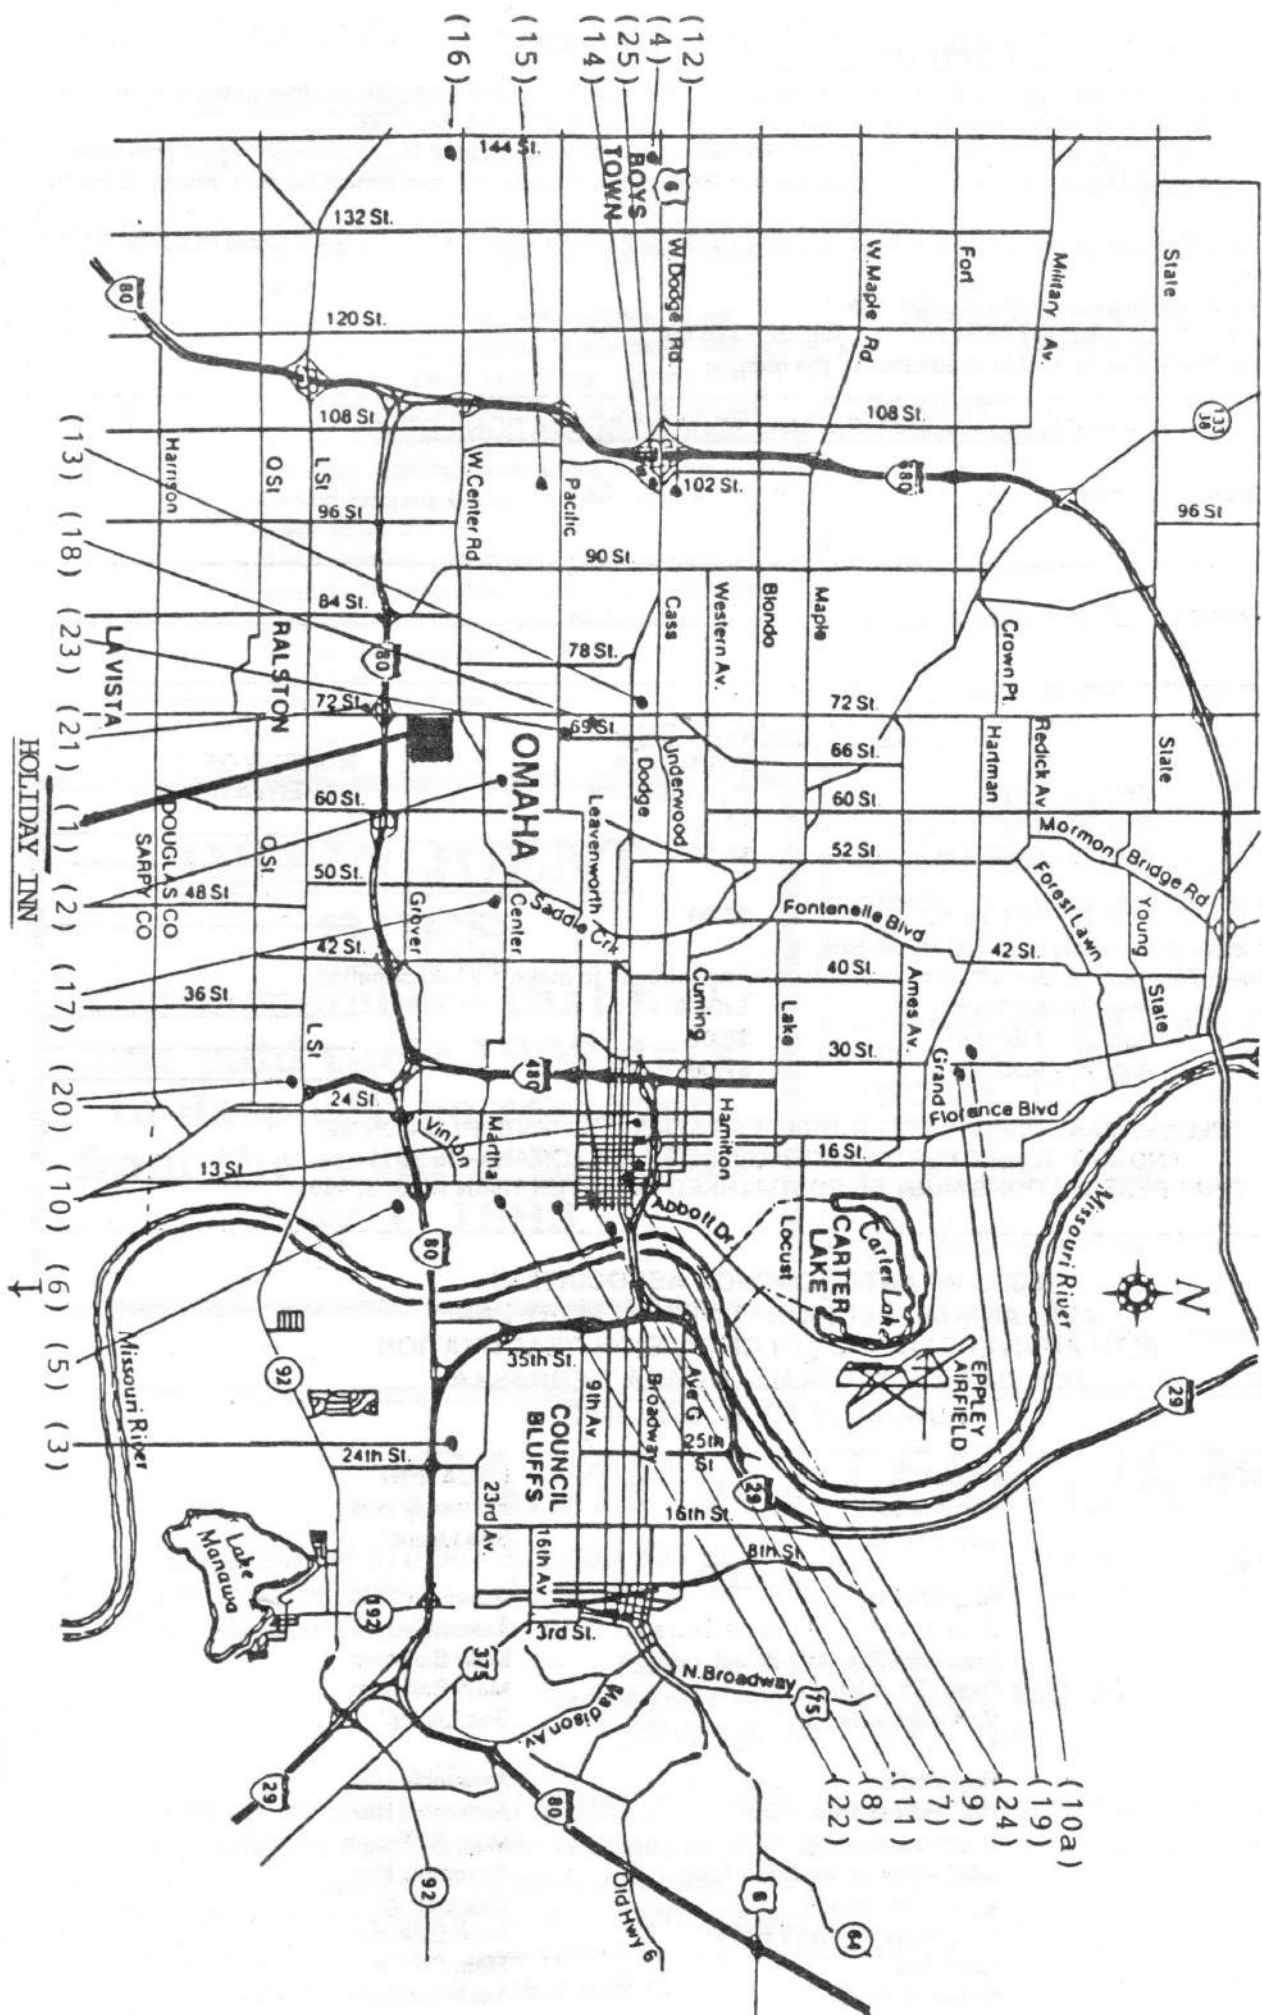 (16)
(15)
(14)
(25)
(4)
(12)
144 St.
BOYS
TOWN
6
132 St.
W. Dodge Rd.
W. Maple Rd
Fort
Military Av.
State
80
120 St.
108 St.
108 St.
133
J38
Harrison
Q St
L St
W. Center Rd.
Pacific
102 St.
680
96 St
96 St
90 St
84 St.
Cass
Western Av.
Blondo
Maple
Crown Pt.
80
78 St.
LA VISTA
RALSTON
72 St
72 St
69 St
OMAHA
Underwood
Dodge
66 St
Hartman
Redick Av
State
60 St.
60 St
Leavenworth
52 St.
Mormon Bridge Rd
DOUGLAS CO
SARPY CO
Q St.
50 St.
48 St
Grover
Center
Saddle Crk
Fontenelle Blvd
Forest Lawn
Young
42 St.
42 St
40 St
Cumming
Lake
Ames Av.
State
36 St
L St
30 St.
480
Grand
Florence Blvd
24 St.
Vinton
Martha
Hamilton
16 St.
13 St
Abbott Dr
Locust
CARTER
LAKE
Carter Lake
Missouri River
N
80
EPPLEY
AIRFIELD
29
Missouri River
92
35th St.
9th Av
Broadway
Ave G
COUNCIL
BLUFFS
25th
St
24th St.
23rd Av.
16th Av
16th St.
29
8th St
Lake
Manawa
192
3rd St.
375
N. Broadway
75
Madison Av
29
80
92
Old Hwy 6
6
64
(13)
(18)
(23)
(21)
(1)
HOLIDAY INN
(2)
(17)
(20)
(10)
(6)
(5)
(3)
(10a)
(19)
(24)
(9)
(7)
(11)
(8)
(22)